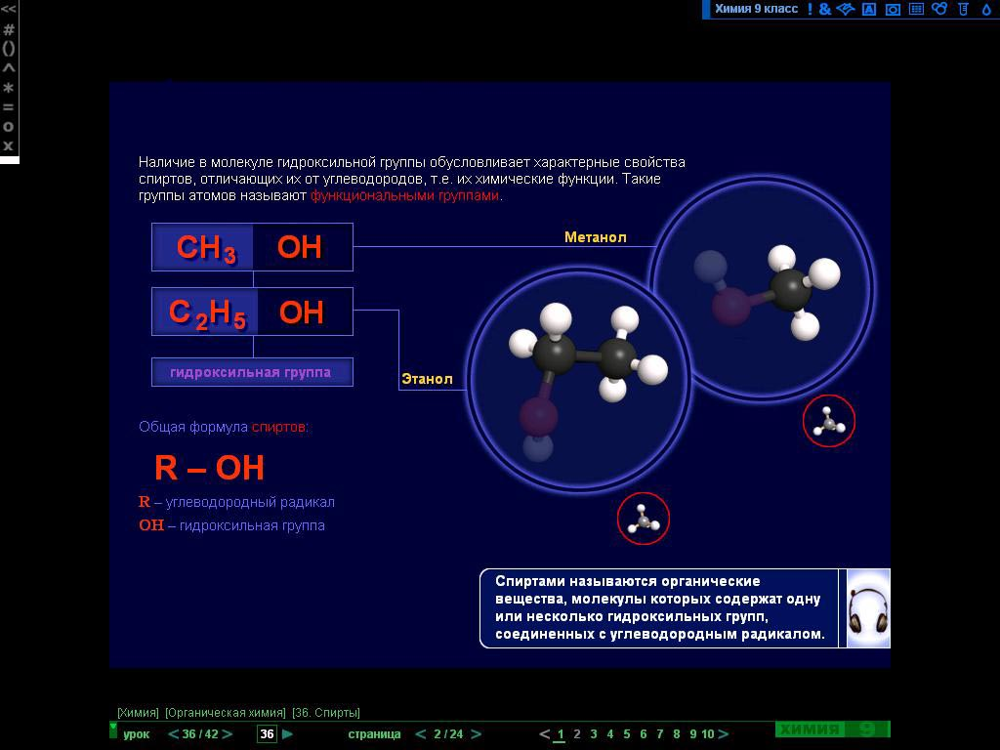 Химия 9 класс ! & A
<<
#
()
^
*
=
o
x
Наличие в молекуле гидроксильной группы обусловливает характерные свойства
спиртов, отличающих их от углеводородов, т.е. их химические функции. Такие
группы атомов называют функциональными группами.
CH3 OH
Метанол
C2H5 OH
гидроксильная группа
Этанол
Общая формула спиртов:
R – OH
R – углеводородный радикал
OH – гидроксильная группа
Спиртами называются органические
вещества, молекулы которых содержат одну
или несколько гидроксильных групп,
соединенных с углеводородным радикалом.
[Химия] [Органическая химия] [36. Спирты]
урок < 36 / 42 > 36 страница < 2 / 24 > < 1 2 3 4 5 6 7 8 9 10 > ХИМИЯ 9